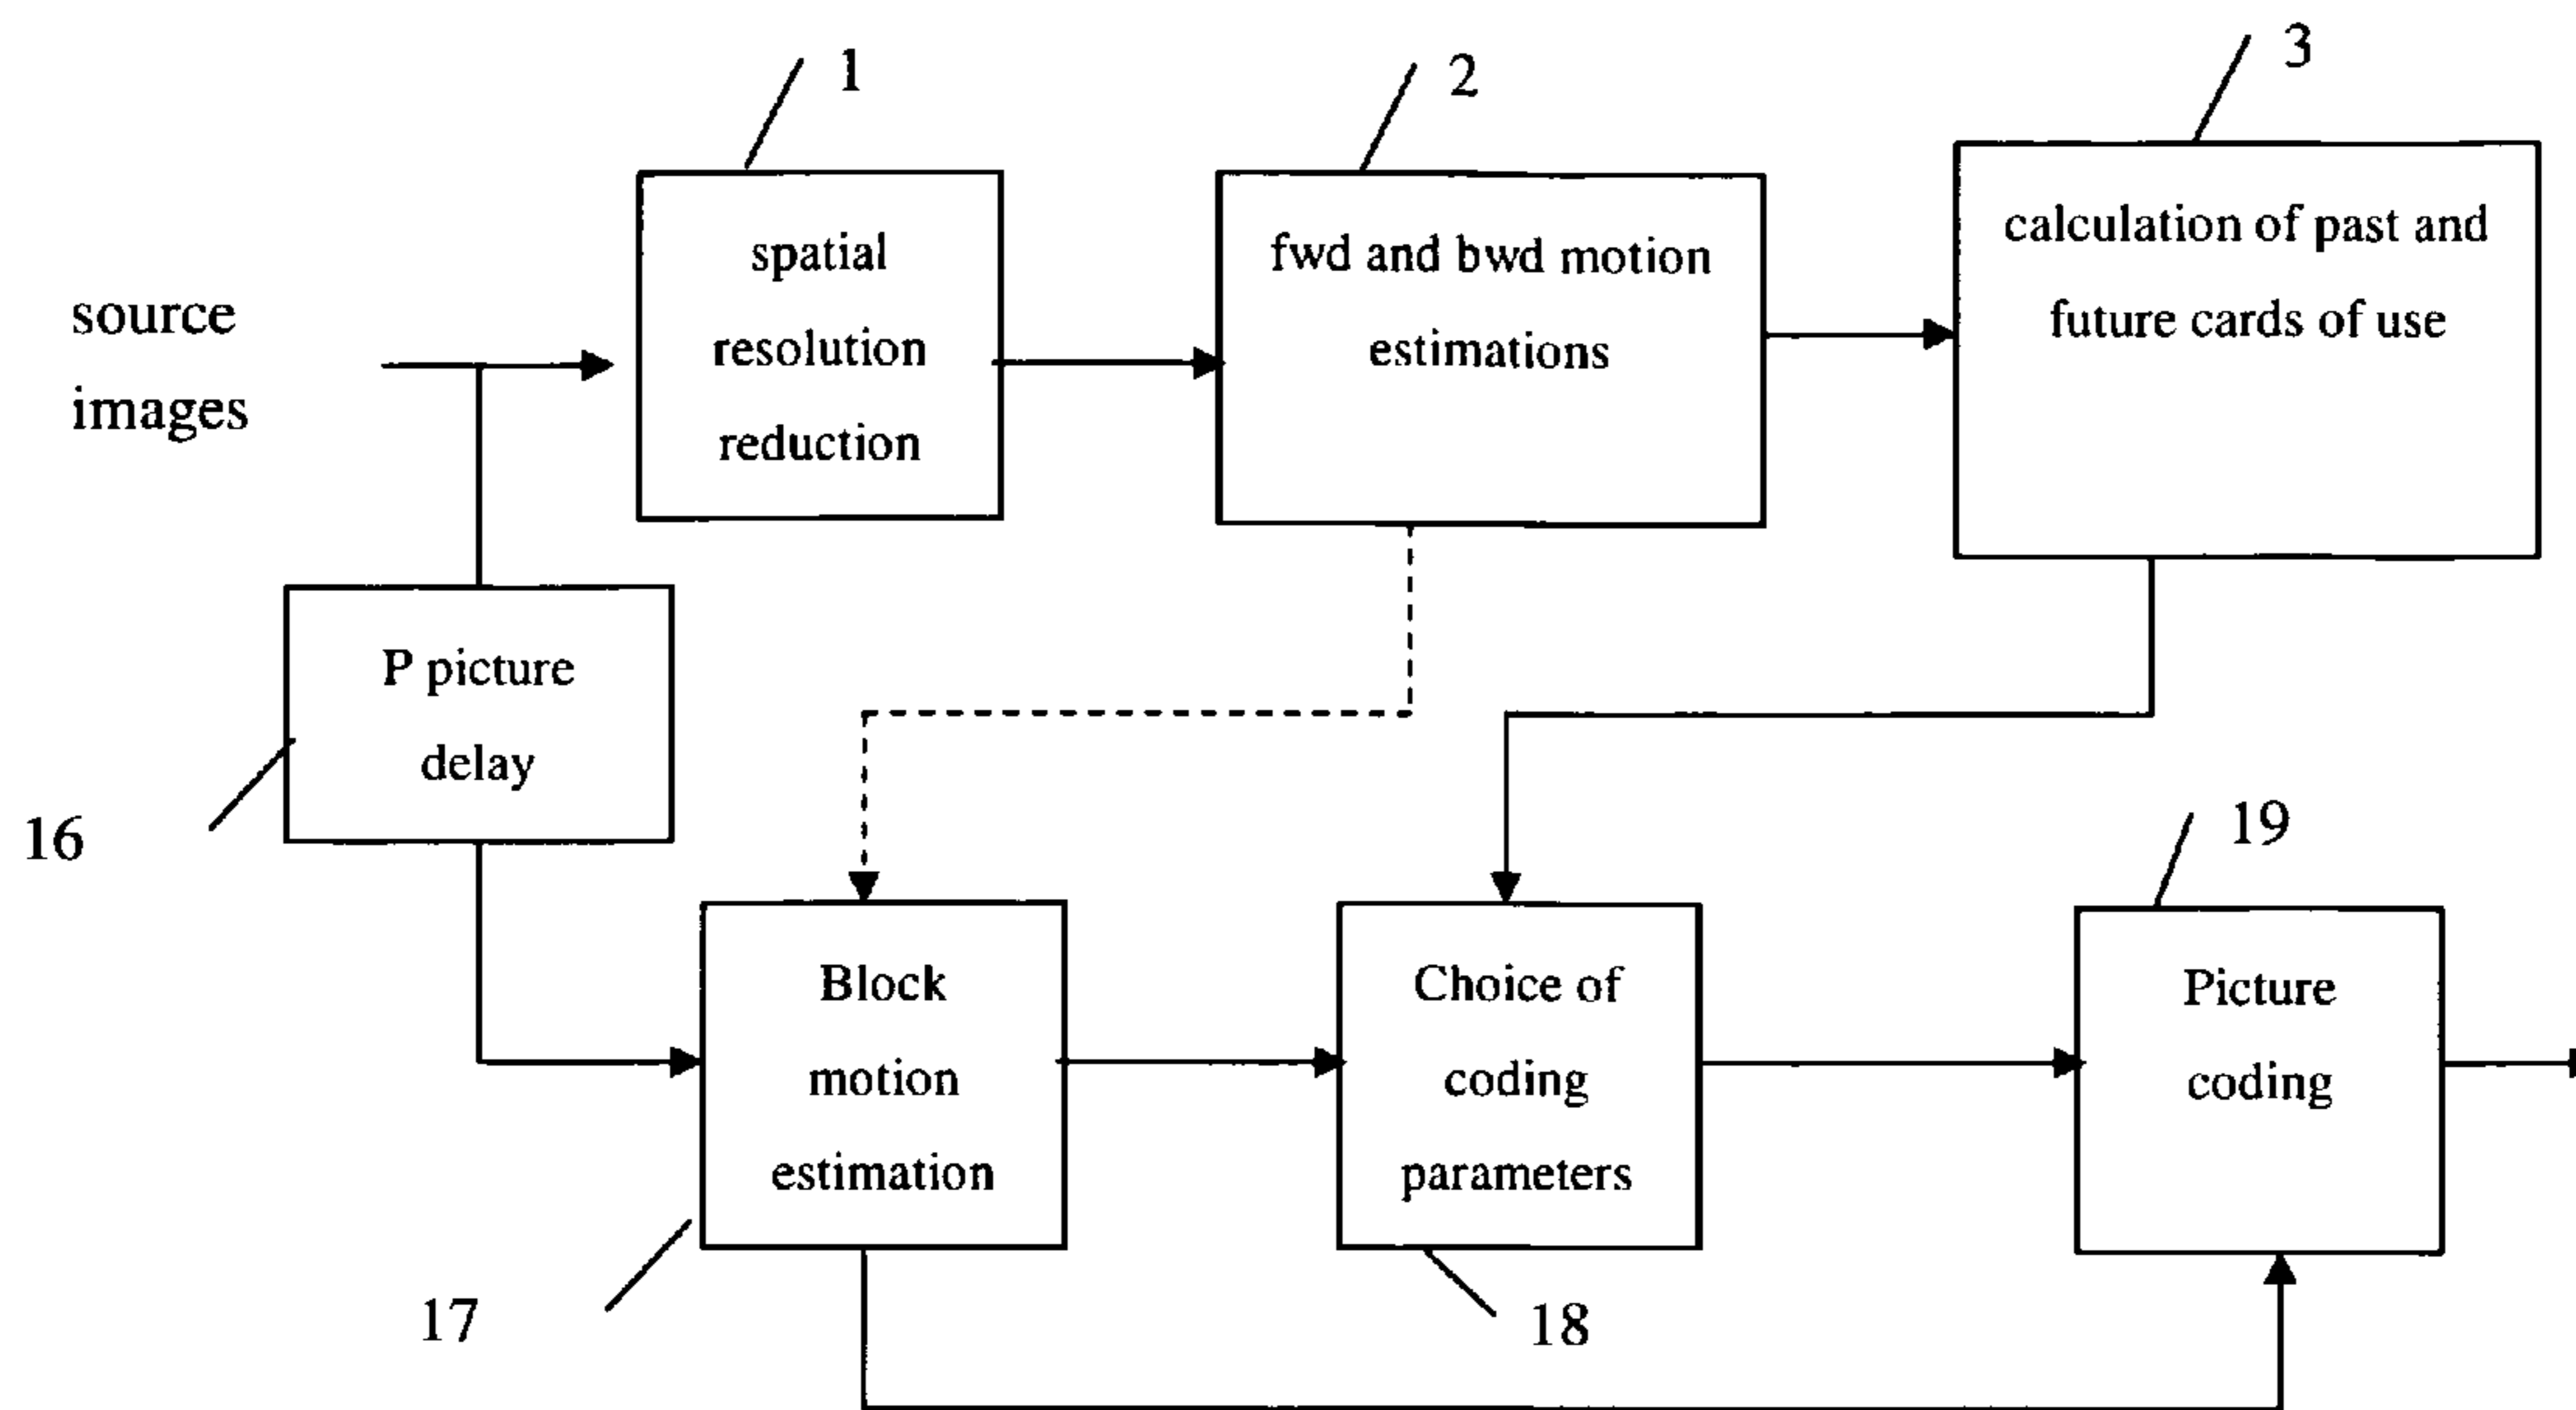 1
2
3
source
images
spatial
resolution
reduction
fwd and bwd motion
estimations
calculation of past and
future cards of use
P picture
delay
16
19
Block
motion
estimation
Choice of
coding
parameters
Picture
coding
17
18